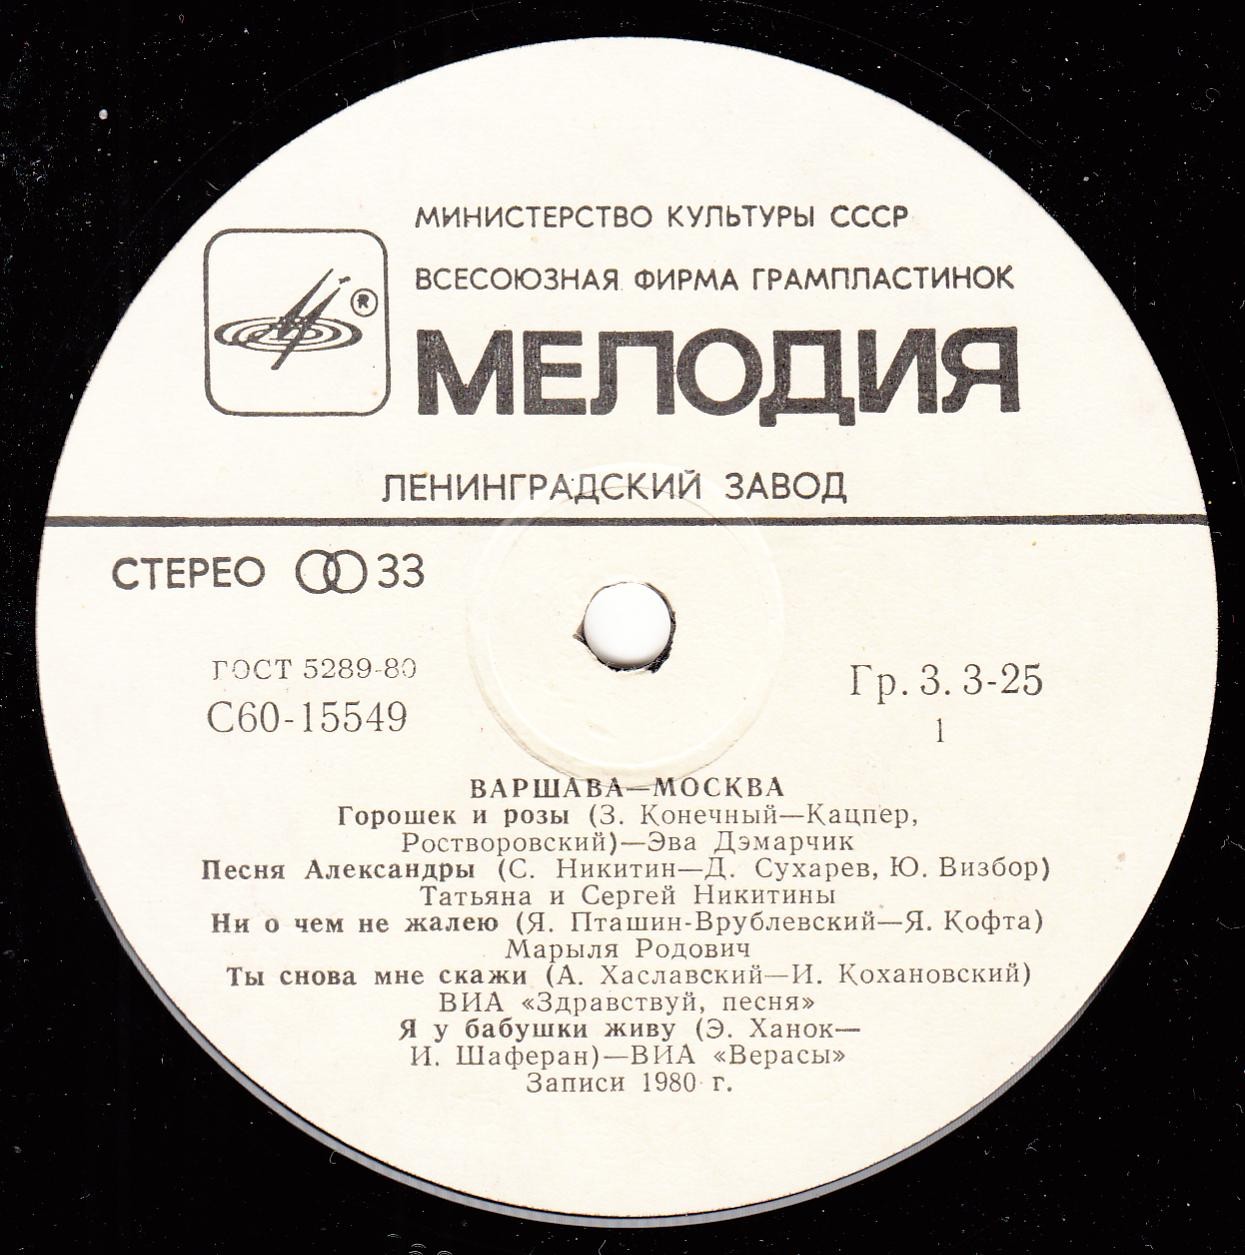 МИНИСТЕРСТВО КУЛЬТУРЫ СССР
ВСЕСОЮЗНАЯ ФИРМА ГРАМПЛАСТИНОК
®
МЕЛОДИЯ
ЛЕНИНГРАДСКИЙ ЗАВОД
СТЕРЕО 33
ГОСТ 5289-80
С60-15549
Гр. 3. 3-25
1
ВАРШАВА—МОСКВА
Горошек и розы (З. Конечный—Кацпер,
Ростворовский)—Эва Дэмарчик
Песня Александры (С. Никитин—Д. Сухарев, Ю. Визбор)
Татьяна и Сергей Никитины
Ни о чем не жалею (Я. Пташин-Врублевский—Я. Кофта)
Марыля Родович
Ты снова мне скажи (А. Хаславский—И. Кохановский)
ВИА «Здравствуй, песня»
Я у бабушки живу (Э. Ханок—
И. Шаферан)—ВИА «Верасы»
Записи 1980 г.